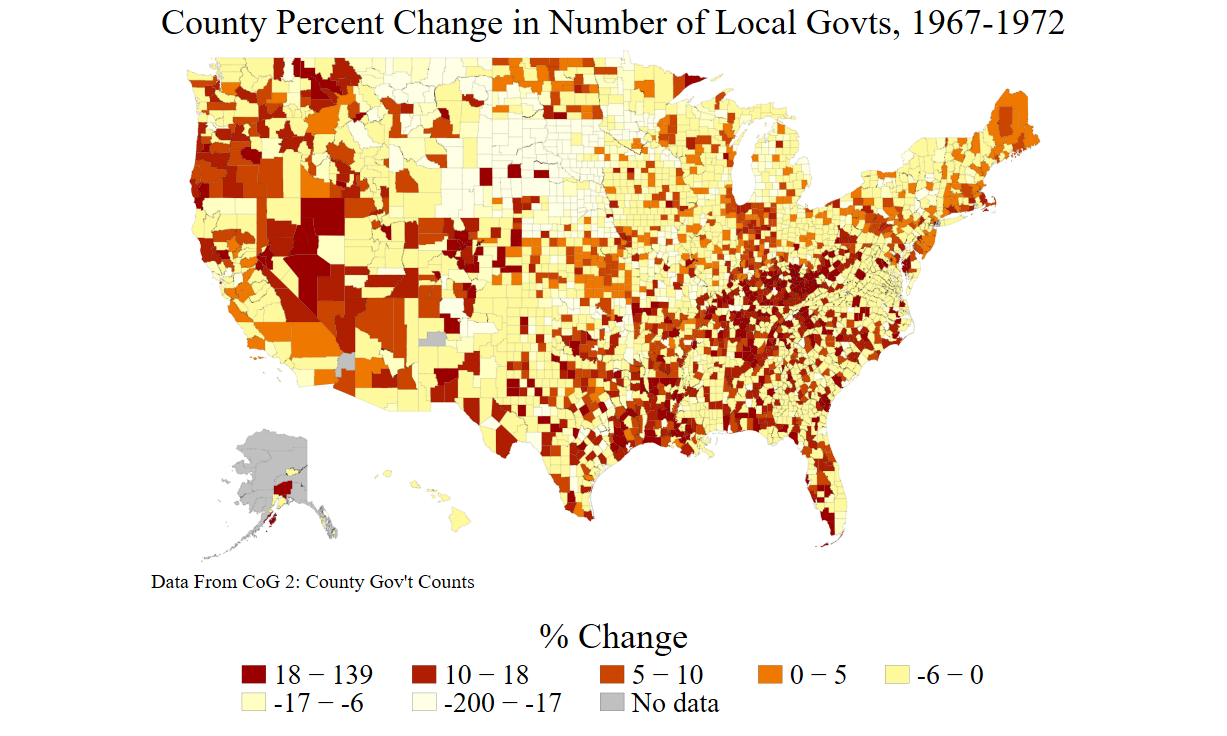 County Percent Change in Number of Local Govts, 1967-1972
Data From CoG 2: County Gov't Counts
% Change
18 − 139 10 − 18 5 − 10 0 − 5 -6 − 0
-17 − -6 -200 − -17 No data